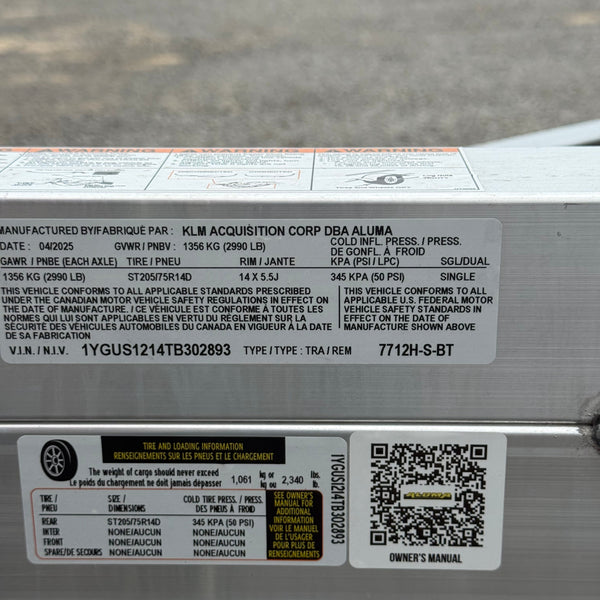 WARNING
A WARNING
A WARNING
MANUFACTURED BY/FABRIQUÉ PAR : KLM ACQUISITION CORP DBA ALUMA
DATE : 04/2025 GVWR / PNBV : 1356 KG (2990 LB) COLD INFL. PRESS. / PRESS. DE GONFL. À FROID
GAWR / PNBE (EACH AXLE) TIRE / PNEU RIM / JANTE KPA (PSI / LPC) SGL/DUAL
1356 KG (2990 LB) ST205/75R14D 14 X 5.5J 345 KPA (50 PSI) SINGLE
THIS VEHICLE CONFORMS TO ALL APPLICABLE STANDARDS PRESCRIBED
UNDER THE CANADIAN MOTOR VEHICLE SAFETY REGULATIONS IN EFFECT ON
THE DATE OF MANUFACTURE. / CE VÉHICULE EST CONFORME À TOUTES LES
NORMES QUI LUI SONT APPLICABLES EN VERTU DU RÈGLEMENT SUR LA
SÉCURITÉ DES VÉHICULES AUTOMOBILES DU CANADA EN VIGUEUR À LA DATE
DE SA FABRICATION
THIS VEHICLE CONFORMS TO ALL
APPLICABLE U.S. FEDERAL MOTOR
VEHICLE SAFETY STANDARDS IN
EFFECT ON THE DATE OF
MANUFACTURE SHOWN ABOVE
V.I.N. / N.I.V. 1YGUS1214TB302893 TYPE / TYPE : TRA / REM 7712H-S-BT
TIRE AND LOADING INFORMATION
RENSEIGNEMENTS SUR LES PNEUS ET LE CHARGEMENT
The weight of cargo should never exceed
Le poids du chargement ne doit jamais dépasser 1,061 kg or kg ou 2,340 lbs. lb.
TIRE / PNEU SIZE / DIMENSIONS COLD TIRE PRESS. / PRESS. DES PNEUS À FROID
REAR ST205/75R14D 345 KPA (50 PSI)
INTER NONE/AUCUN NONE/AUCUN
FRONT NONE/AUCUN NONE/AUCUN
SPARE/DE SECOURS NONE/AUCUN NONE/AUCUN
SEE OWNER'S
MANUAL FOR
ADDITIONAL
INFORMATION
VOIR MANUEL
DE L'USAGER
POUR PLUS DE
RENSEIGNEMENTS
1YGUS1214TB302893
ALUMA
OWNER'S MANUAL